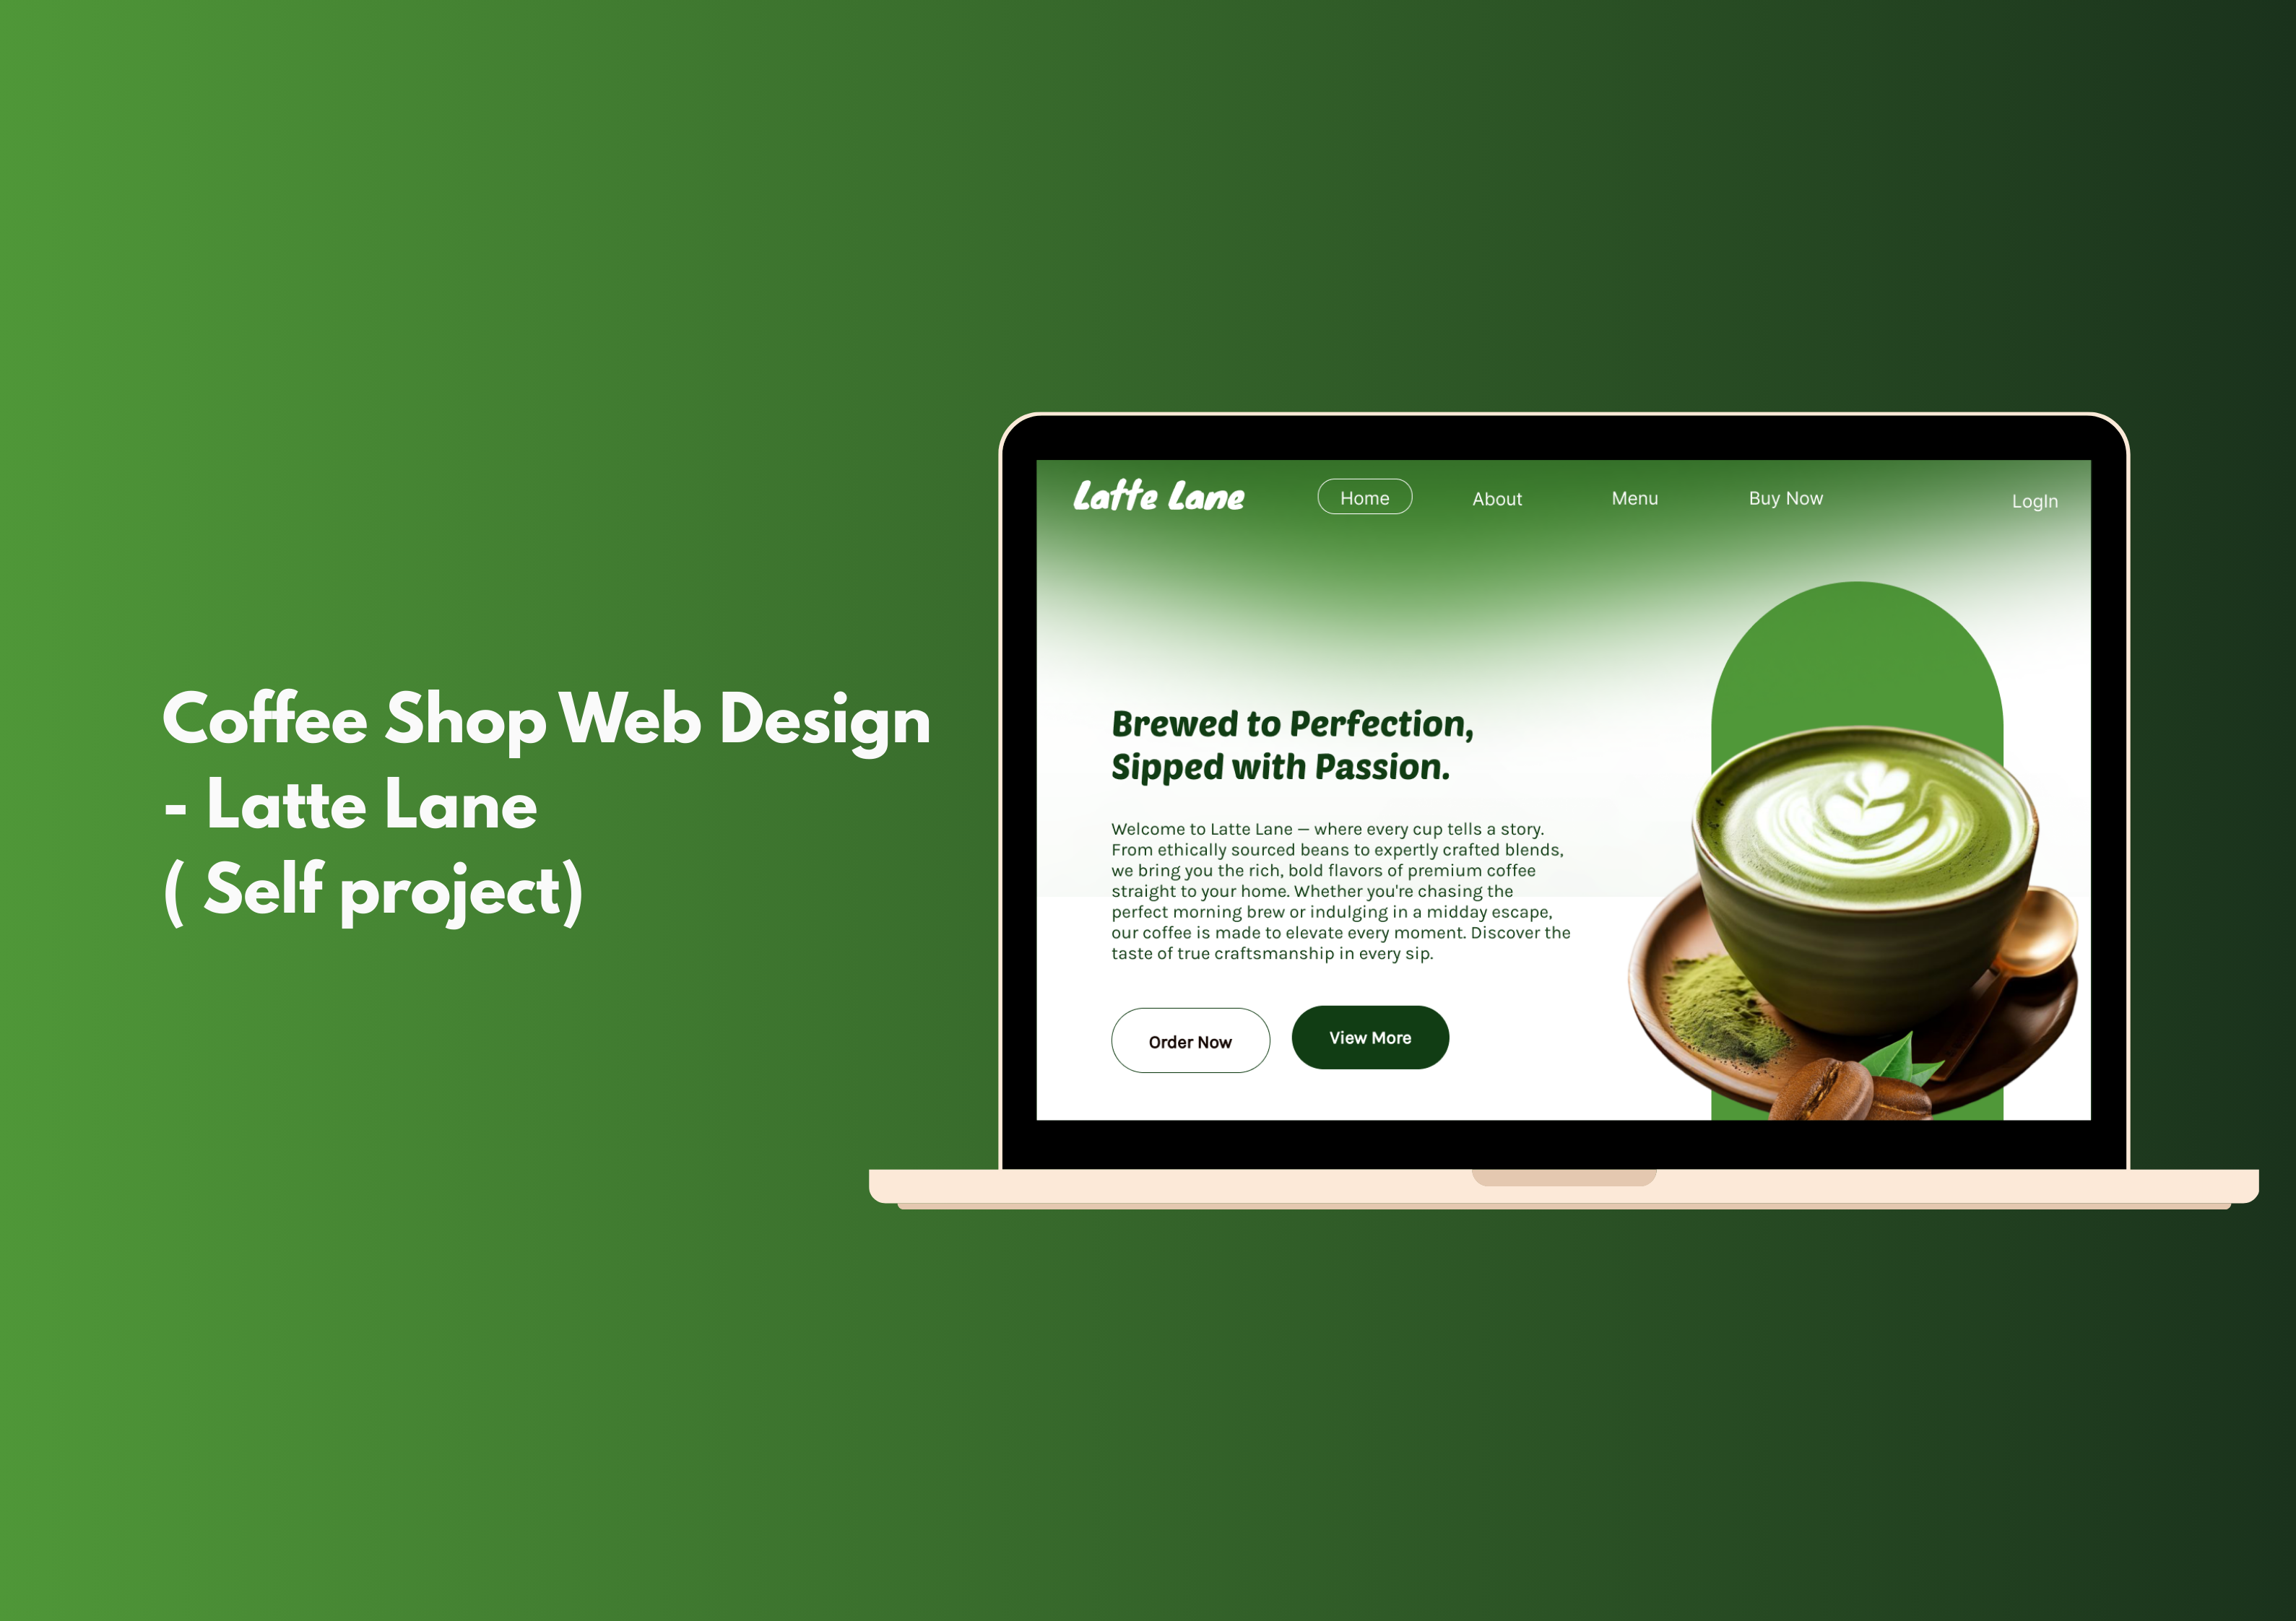 Coffee Shop Web Design
- Latte Lane
( Self project)
Latte Lane
Home
About
Menu
Buy Now
LogIn
Brewed to Perfection,
Sipped with Passion.
Welcome to Latte Lane — where every cup tells a story.
From ethically sourced beans to expertly crafted blends,
we bring you the rich, bold flavors of premium coffee
straight to your home. Whether you're chasing the
perfect morning brew or indulging in a midday escape,
our coffee is made to elevate every moment. Discover the
taste of true craftsmanship in every sip.
Order Now
View More